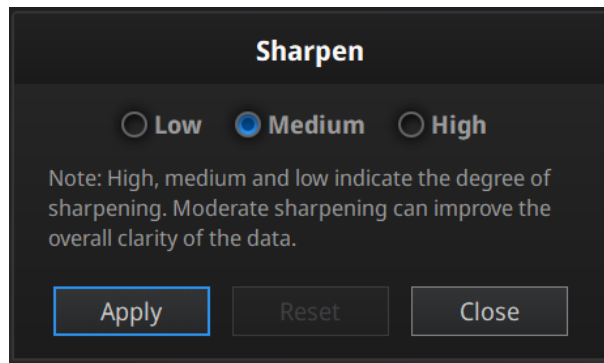 Sharpen
Low Medium High
Note: High, medium and low indicate the degree of
sharpening. Moderate sharpening can improve the
overall clarity of the data.
Apply Reset Close